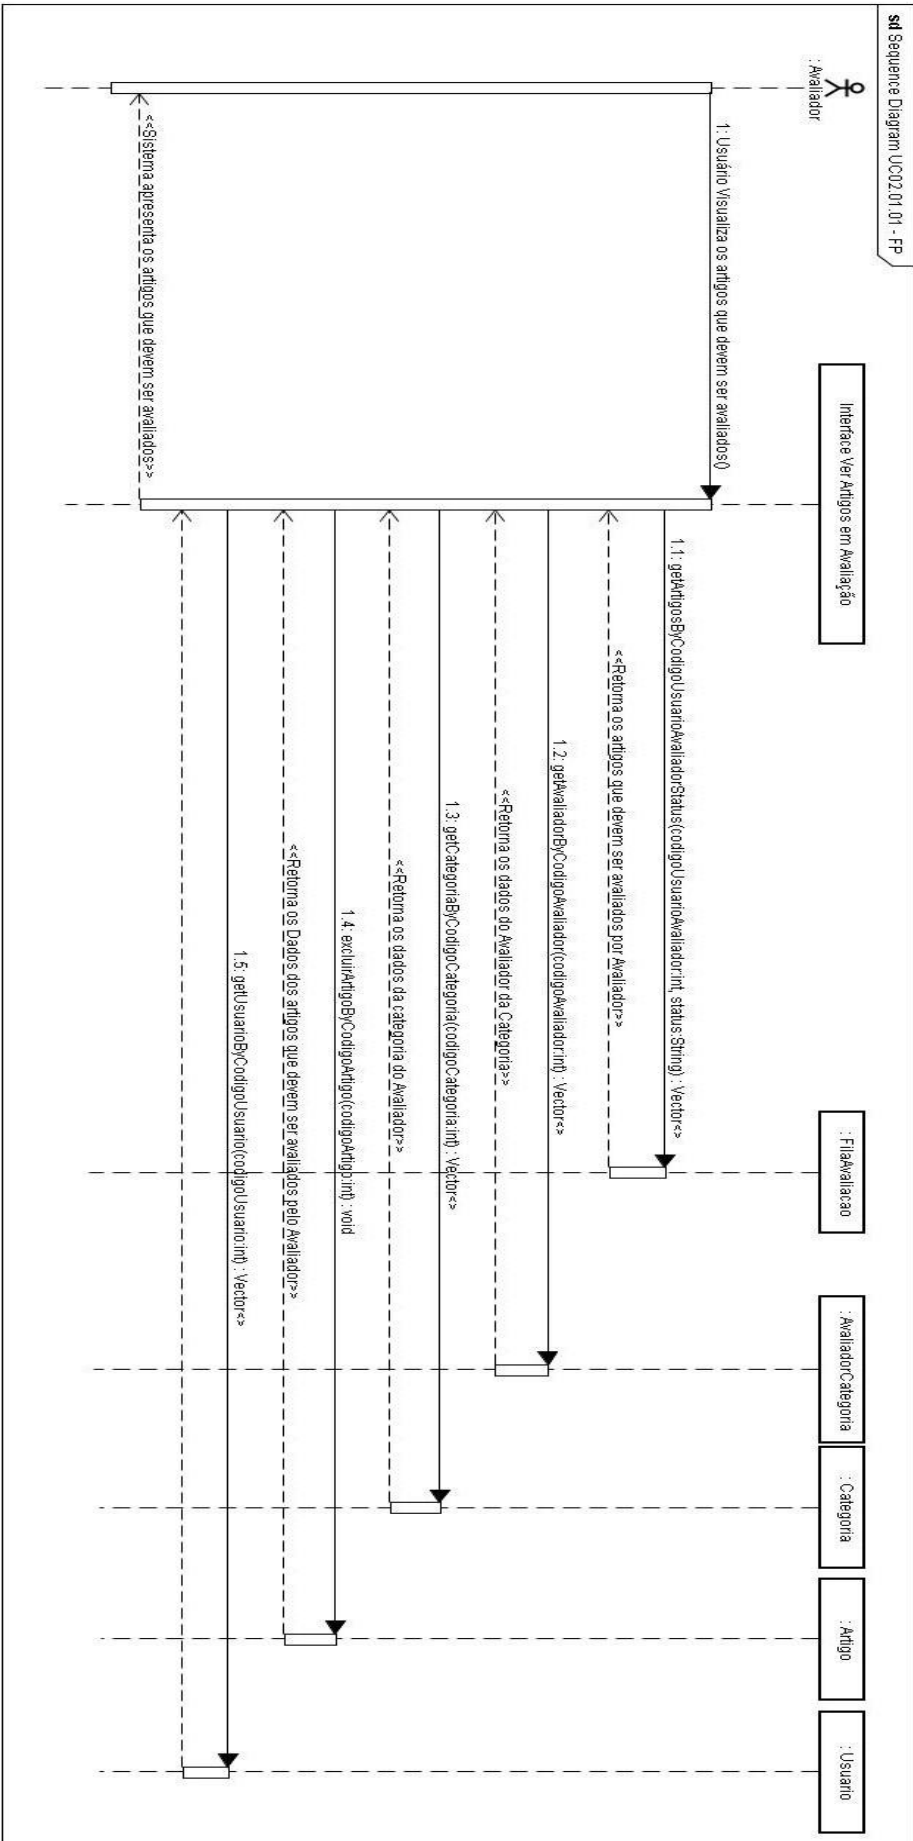 sd Sequence Diagram UC02.01.01 - FP
: Avaliador
Interface Ver Artigos em Avaliação
: FilaAvaliacao
: AvaliadorCategoria
: Categoria
: Artigo
: Usuario
1: Usuário Visualiza os artigos que devem ser avaliados()
1.1: getArtigosByCodigoUsuarioAvaliadorStatus(codigoUsuarioAvaliador:int, status:String) : Vector<>
<<Retorna os artigos que devem ser avaliados por Avaliador>>
1.2: getAvaliadorByCodigoAvaliador(codigoAvaliador:int) : Vector<>
<<Retorna os dados do Avaliador da Categoria>>
1.3: getCategoriaByCodigoCategoria(codigoCategoria:int) : Vector<>
<<Retorna os dados da categoria do Avaliador>>
1.4: excluirArtigoByCodigoArtigo(codigoArtigo:int) : void
<<Retorna os Dados dos artigos que devem ser avaliados pelo Avaliador>>
1.5: getUsuarioByCodigoUsuario(codigoUsuario:int) : Vector<>
<<Sistema apresenta os artigos que devem ser avaliados>>